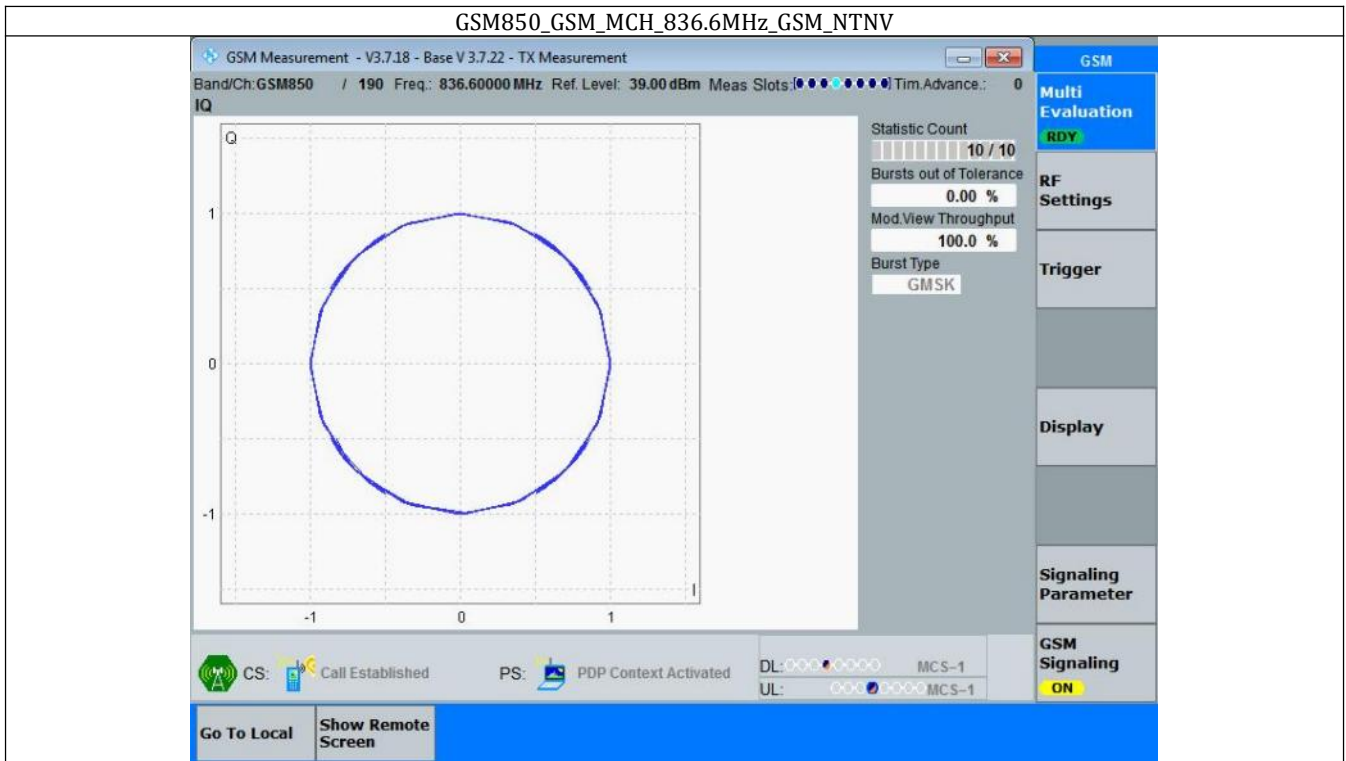 GSM850_GSM_MCH_836.6MHz_GSM_NTNV
GSM Measurement - V3.7.18 - Base V 3.7.22 - TX Measurement
GSM
Band/Ch: GSM850 / 190 Freq.: 836.60000 MHz Ref. Level: 39.00 dBm Meas Slots: Tim.Advance.: 0
IQ
Multi
Evaluation
RDY
Q
1
0
-1
-1 0 1
I
Statistic Count
10 / 10
Bursts out of Tolerance
0.00 %
Mod.View Throughput
100.0 %
Burst Type
GMSK
RF
Settings
Trigger
Display
Signaling
Parameter
GSM
Signaling
ON
CS: Call Established PS: PDP Context Activated
DL: MCS-1
UL: MCS-1
Go To Local
Show Remote
Screen